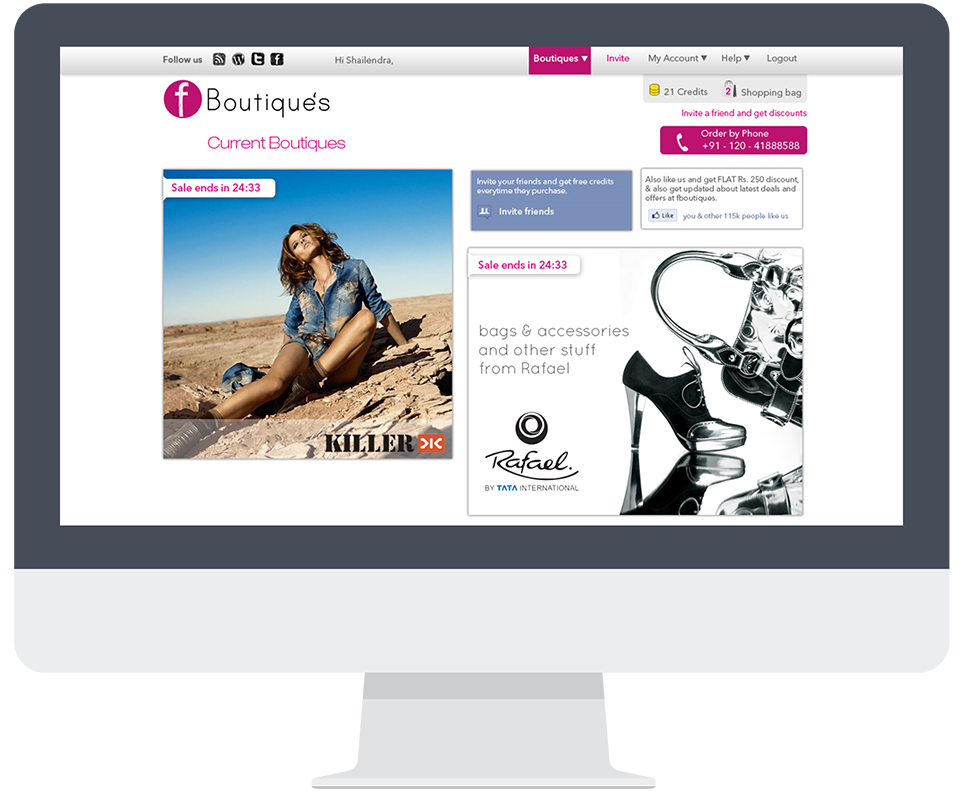 Follow us
Hi Shailendra,
Boutiques ▼
Invite
My Account ▼
Help ▼
Logout
21 Credits
2 Shopping bag
Invite a friend and get discounts
f Boutique's
Order by Phone
+91 - 120 - 41888588
Current Boutiques
Sale ends in 24:33
KILLER
Invite your friends and get free credits
everytime they purchase.
Invite friends
Also like us and get FLAT Rs. 250 discount,
& also get updated about latest deals and
offers at fboutiques.
Like you & other 115k people like us
Sale ends in 24:33
bags & accessories
and other stuff
from Rafael
Rafael.
BY TATA INTERNATIONAL